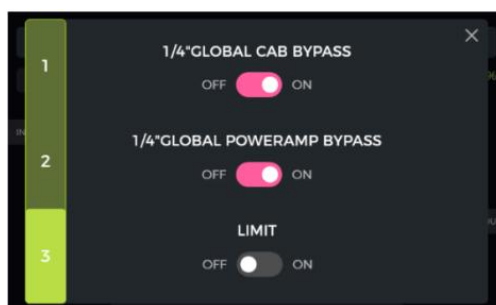 1
1/4"GLOBAL CAB BYPASS
OFF ON
2
1/4"GLOBAL POWERAMP BYPASS
OFF ON
3
LIMIT
OFF ON
IN
%